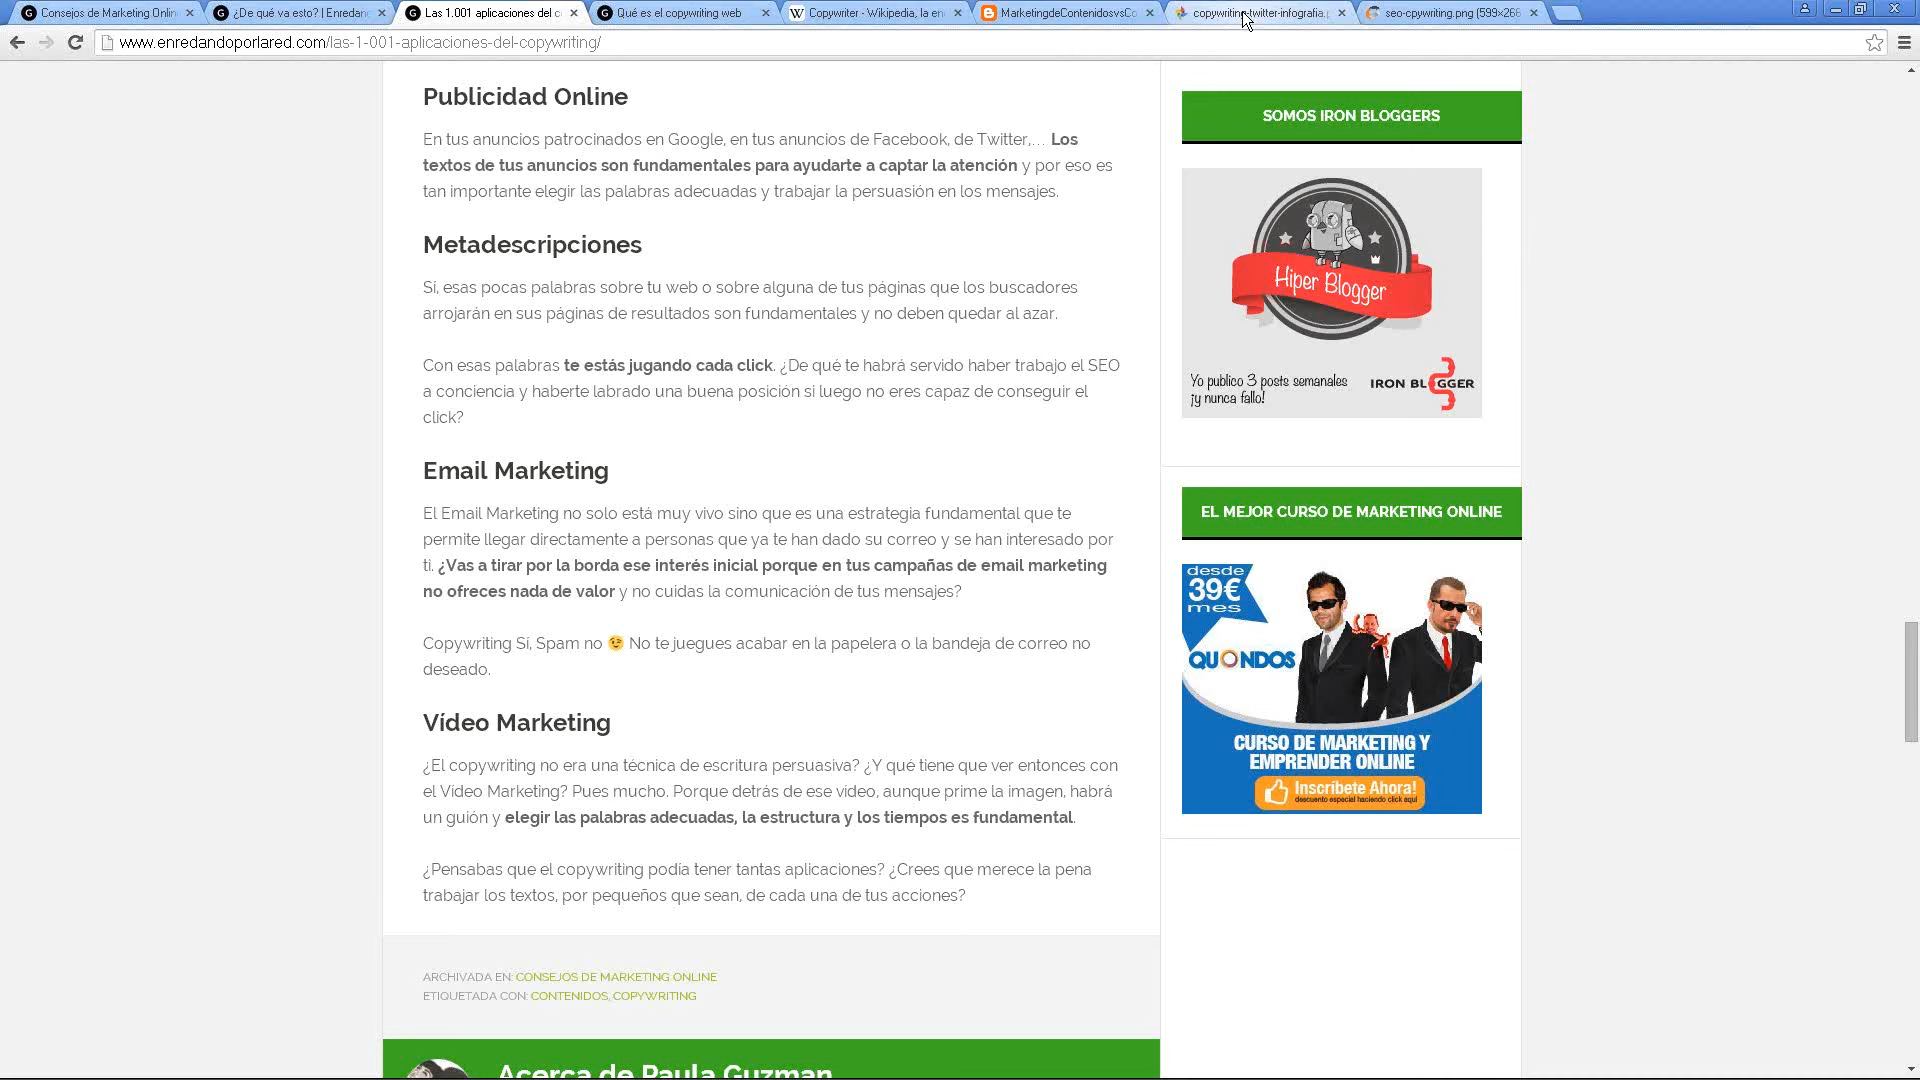 Consejos de Marketing Onlin
¿De qué va esto? | Enredan
Las 1.001 aplicaciones del c
Qué es el copywriting web
Copywriter - Wikipedia, la en
MarketingdeContenidosvsCo
copywriting-twitter-infografia.
seo-cpywriting.png (599×266
www.enredandoporlared.com/las-1-001-aplicaciones-del-copywriting/
Publicidad Online
En tus anuncios patrocinados en Google, en tus anuncios de Facebook, de Twitter,… Los
textos de tus anuncios son fundamentales para ayudarte a captar la atención y por eso es
tan importante elegir las palabras adecuadas y trabajar la persuasión en los mensajes.
Metadescripciones
Sí, esas pocas palabras sobre tu web o sobre alguna de tus páginas que los buscadores
arrojarán en sus páginas de resultados son fundamentales y no deben quedar al azar.
Con esas palabras te estás jugando cada click. ¿De qué te habrá servido haber trabajo el SEO
a conciencia y haberte labrado una buena posición si luego no eres capaz de conseguir el
click?
Email Marketing
El Email Marketing no solo está muy vivo sino que es una estrategia fundamental que te
permite llegar directamente a personas que ya te han dado su correo y se han interesado por
ti. ¿Vas a tirar por la borda ese interés inicial porque en tus campañas de email marketing
no ofreces nada de valor y no cuidas la comunicación de tus mensajes?
Copywriting Sí, Spam no 😉 No te juegues acabar en la papelera o la bandeja de correo no
deseado.
Vídeo Marketing
¿El copywriting no era una técnica de escritura persuasiva? ¿Y qué tiene que ver entonces con
el Vídeo Marketing? Pues mucho. Porque detrás de ese video, aunque prime la imagen, habrá
un guión y elegir las palabras adecuadas, la estructura y los tiempos es fundamental.
¿Pensabas que el copywriting podía tener tantas aplicaciones? ¿Crees que merece la pena
trabajar los textos, por pequeños que sean, de cada una de tus acciones?
ARCHIVADA EN: CONSEJOS DE MARKETING ONLINE
ETIQUETADA CON: CONTENIDOS, COPYWRITING
Acerca de Paula Guzman
SOMOS IRON BLOGGERS
Hiper Blogger
Yo publico 3 posts semanales
¡y nunca fallo!
IRON BLOGGER
EL MEJOR CURSO DE MARKETING ONLINE
desde
39€
mes
QUONDOS
CURSO DE MARKETING Y
EMPRENDER ONLINE
Inscríbete Ahora!
descuento especial haciendo click aquí